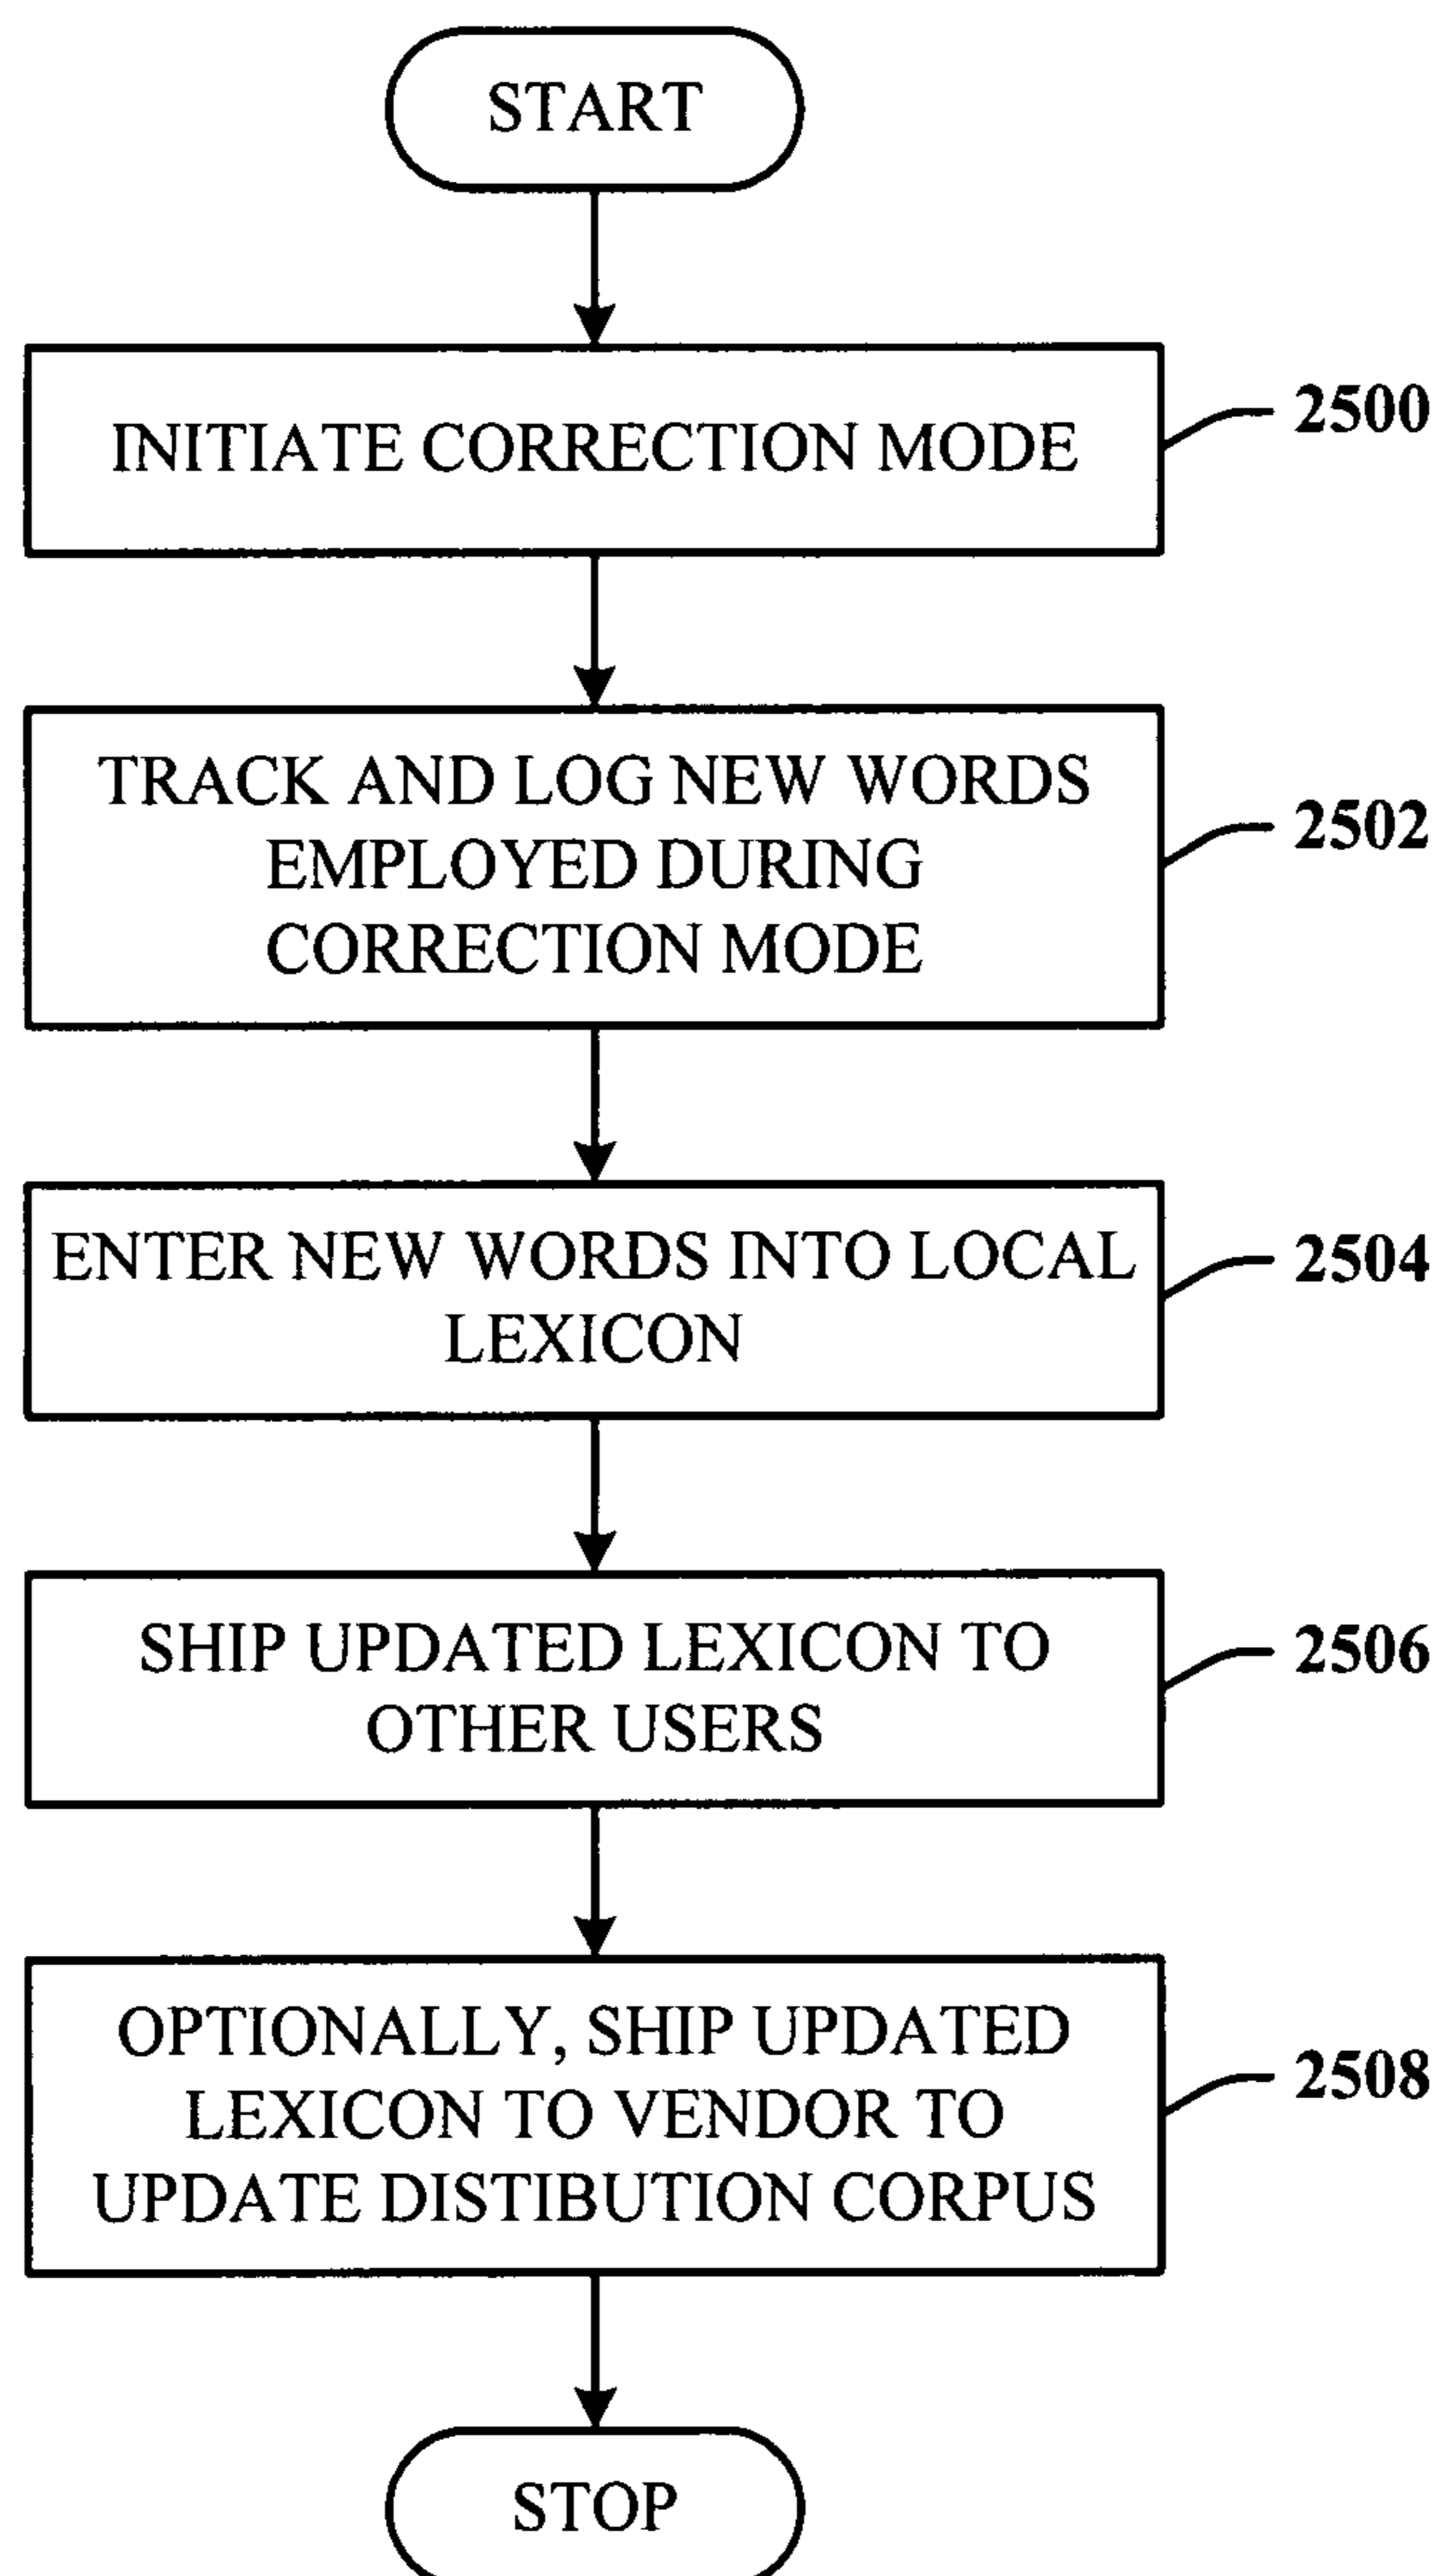 START
INITIATE CORRECTION MODE
2500
TRACK AND LOG NEW WORDS
EMPLOYED DURING
CORRECTION MODE
2502
ENTER NEW WORDS INTO LOCAL
LEXICON
2504
SHIP UPDATED LEXICON TO
OTHER USERS
2506
OPTIONALLY, SHIP UPDATED
LEXICON TO VENDOR TO
UPDATE DISTIBUTION CORPUS
2508
STOP